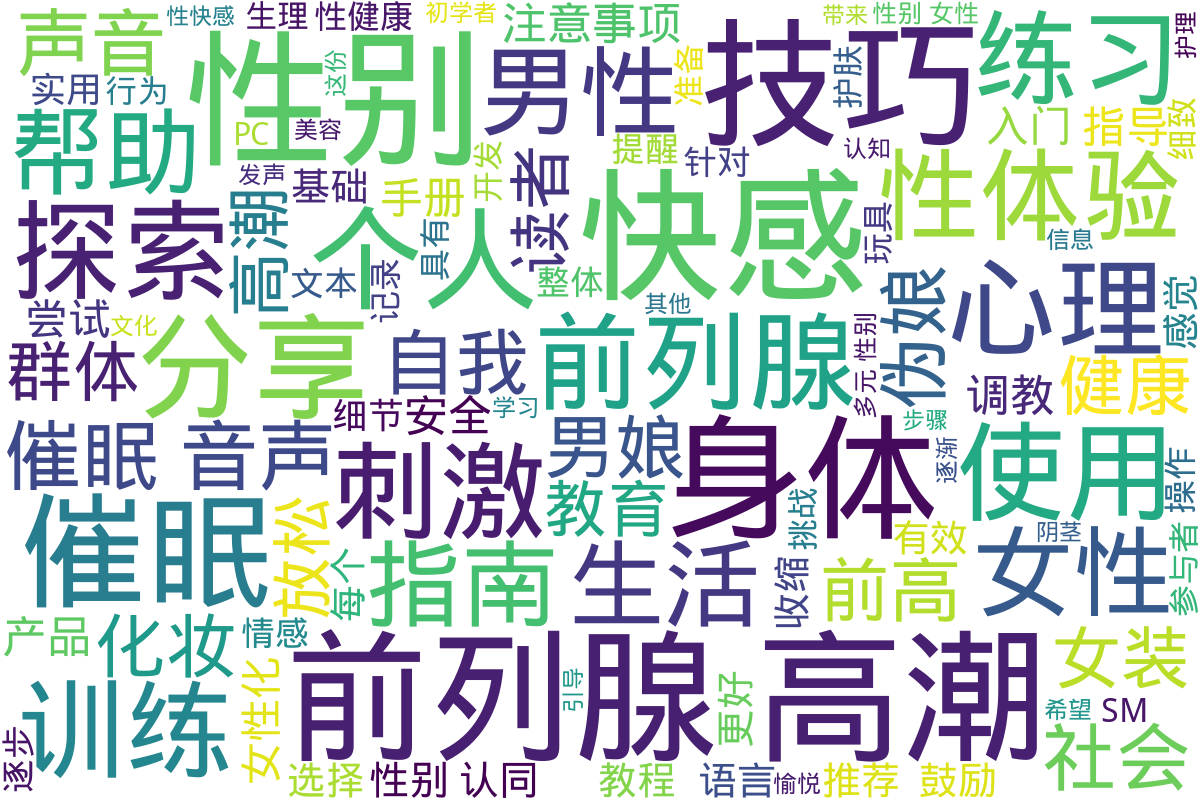 性快感
生理 性健康
初学者
注意事项
带来
性别 女性
护理
声音
性别
这份
男性
准备
技巧
护肤
练习
实用
行为
帮助
PC
美容
提醒
针对
认知
入门
指导
细致
发声
基础
手册
开发
读者
快感
性体验
探索
高潮
个人
具有
玩具
信息
文本
记录
整体
其他
心理
感觉
尝试
文化
分享
自我
前列腺
多元 性别
伪娘
群体
调教
健康
细节
安全
学习
步骤
催眠 音声
刺激
男娘
身体
逐渐
使用
操作
催眠
放松
教育
挑战
有效
阴茎
女性
参与者
每个
指南
生活
收缩
前高
产品
化妆
情感
前列腺高潮
女装
训练
女性化
引导
更好
希望
SM
逐步
社会
选择
性别 认同
教程
语言
愉悦
推荐
鼓励